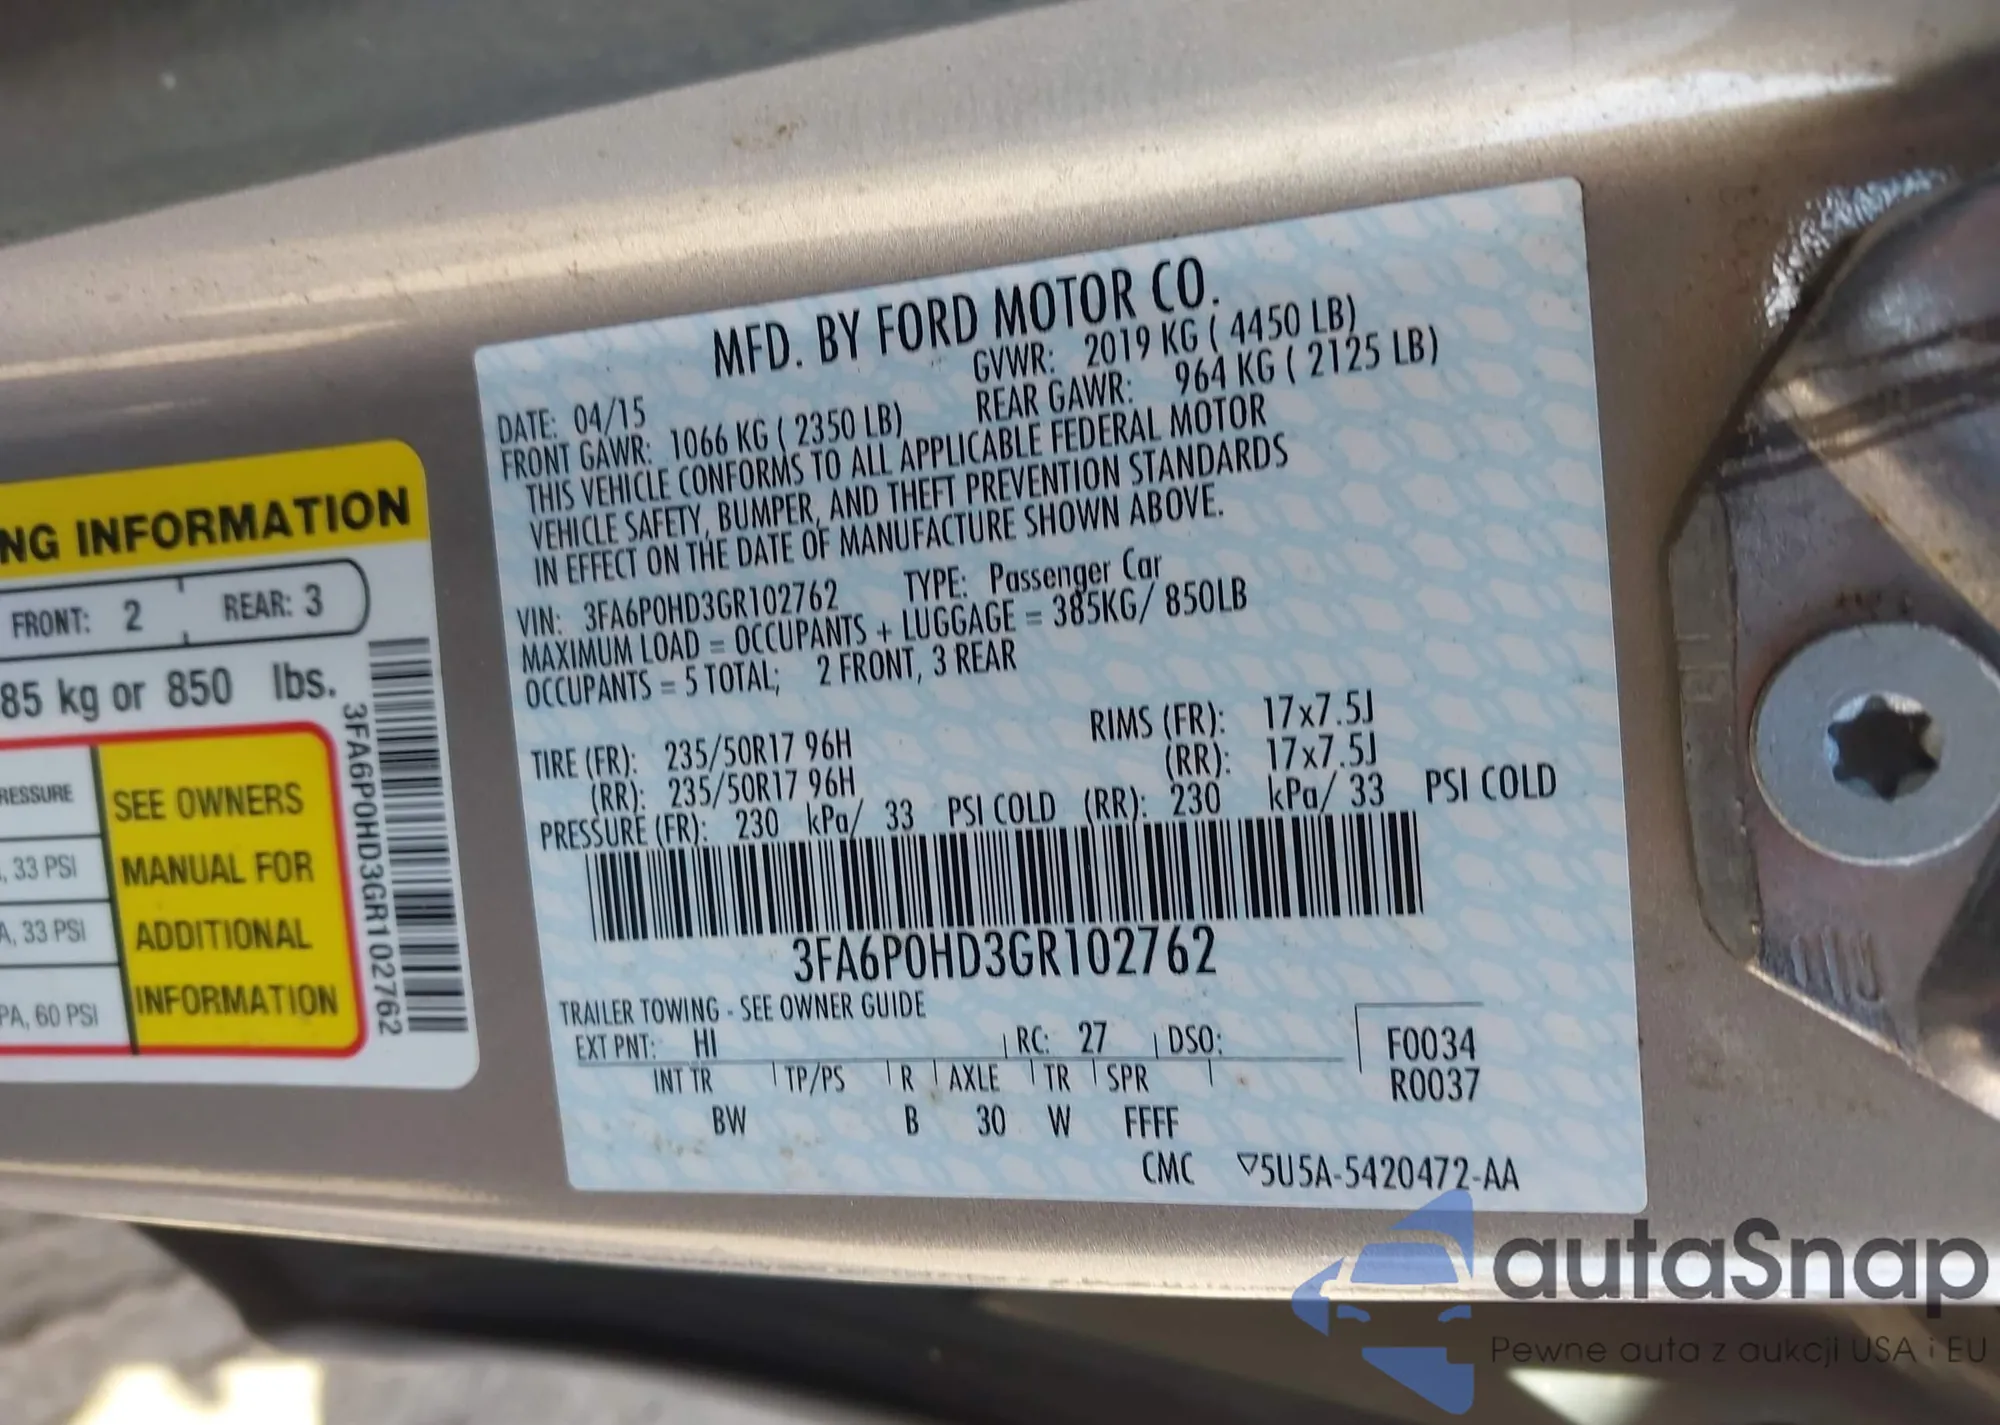 MFD. BY FORD MOTOR CO.
DATE: 04/15 GVWR: 2019 KG ( 4450 LB)
FRONT GAWR: 1066 KG ( 2350 LB) REAR GAWR: 964 KG ( 2125 LB)
THIS VEHICLE CONFORMS TO ALL APPLICABLE FEDERAL MOTOR
VEHICLE SAFETY, BUMPER, AND THEFT PREVENTION STANDARDS
IN EFFECT ON THE DATE OF MANUFACTURE SHOWN ABOVE.
VIN: 3FA6P0HD3GR102762 TYPE: Passenger Car
MAXIMUM LOAD = OCCUPANTS + LUGGAGE = 385KG/ 850LB
OCCUPANTS = 5 TOTAL; 2 FRONT, 3 REAR
TIRE (FR): 235/50R17 96H RIMS (FR): 17x7.5J
(RR): 235/50R17 96H (RR): 17x7.5J
PRESSURE (FR): 230 kPa/ 33 PSI COLD (RR): 230 kPa/ 33 PSI COLD
3FA6P0HD3GR102762
TRAILER TOWING - SEE OWNER GUIDE
EXT PNT: HI RC: 27 DSO: F0034
INT TR TP/PS R AXLE TR SPR R0037
BW B 30 W FFFF
CMC ▽5U5A-5420472-AA
NG INFORMATION
FRONT: 2 REAR: 3
85 kg or 850 lbs.
RESSURE
, 33 PSI
A, 33 PSI
PA, 60 PSI
SEE OWNERS
MANUAL FOR
ADDITIONAL
INFORMATION
3FA6P0HD3GR102762
autaSnap
Pewne auta z aukcji USA i EU